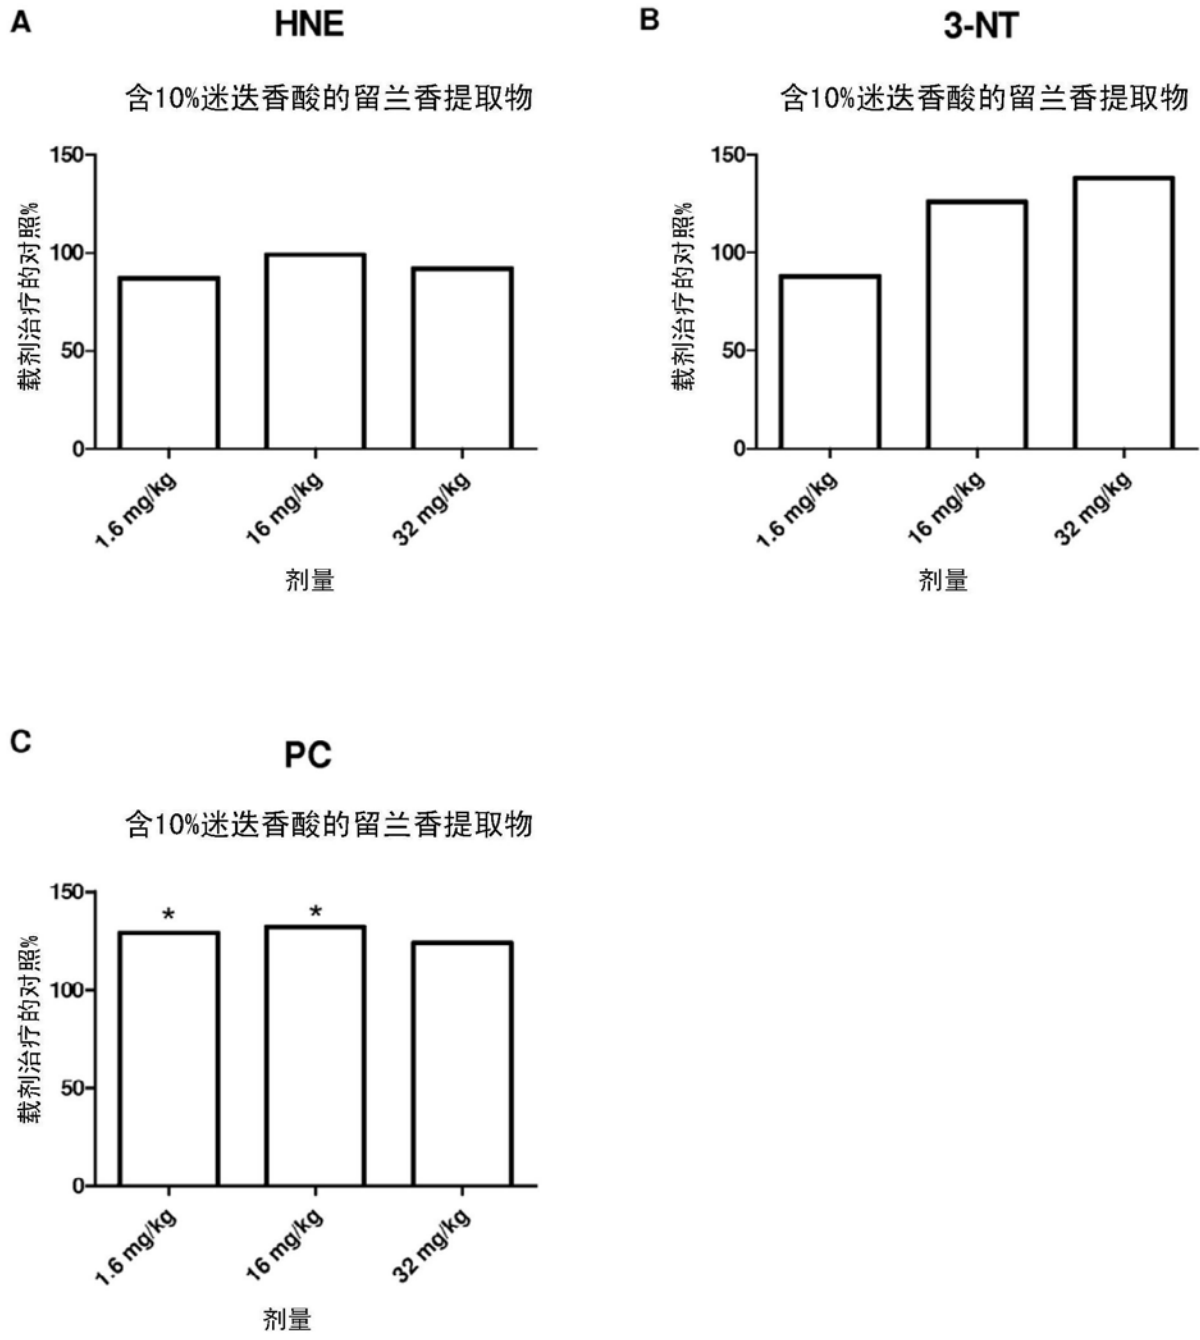 A
HNE
含10%迷迭香酸的留兰香提取物
载剂治疗的对照%
150
100
50
0
1.6 mg/kg
16 mg/kg
32 mg/kg
剂量
B
3-NT
含10%迷迭香酸的留兰香提取物
载剂治疗的对照%
150
100
50
0
1.6 mg/kg
16 mg/kg
32 mg/kg
剂量
C
PC
含10%迷迭香酸的留兰香提取物
载剂治疗的对照%
150
100
50
0
*
*
1.6 mg/kg
16 mg/kg
32 mg/kg
剂量